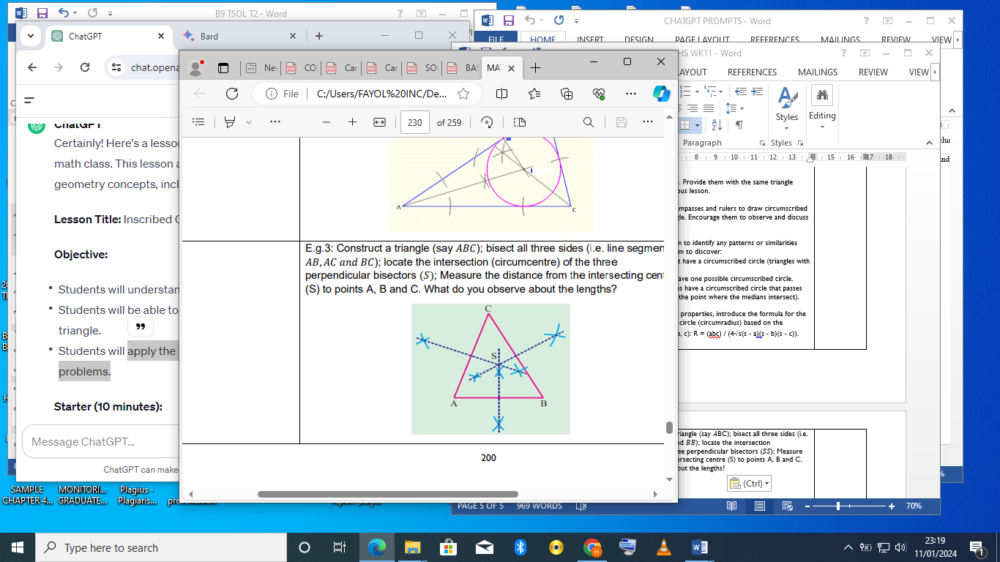 B9 TSOL T2 - Word
CHATGPT PROMPTS - Word
FILE HOME INSERT DESIGN PAGE LAYOUT REFERENCES MAILINGS REVIEW VIEW
HS WK11 - Word
AYOUT REFERENCES MAILINGS REVIEW VIEW
Styles
Editing
Paragraph
Styles
8 9 10 11 12 13 15 16 17 18
ChatGPT
Bard
chat.opena
ChatGPT
Certainly! Here's a lesso
math class. This lesson a
geometry concepts, incl
Lesson Title: Inscribed C
Objective:
Students will understan
Students will be able to
triangle.
Students will apply the
problems.
Starter (10 minutes):
Message ChatGPT...
ChatGPT can make
Nev
CO
Car
Car
SO
BAS
MA
File
C:/Users/FAYOL%20INC/De...
230 of 259
M
I
A
C
E.g.3: Construct a triangle (say ABC); bisect all three sides (i.e. line segmen
AB, AC and BC); locate the intersection (circumcentre) of the three
perpendicular bisectors (S); Measure the distance from the intersecting cent
(S) to points A, B and C. What do you observe about the lengths?
C
S
A
B
200
. Provide them with the same triangle
ous lesson.
ompasses and rulers to draw circumscribed
gle. Encourage them to observe and discuss
n to identify any patterns or similarities
em to discover:
t have a circumscribed circle (triangles with
ave one possible circumscribed circle.
es have a circumscribed circle that passes
the point where the medians intersect).
properties, introduce the formula for the
circle (circumradius) based on the
o, c): R = (abc) / (4√s(s - a)(s - b)(s - c)).
riangle (say ABC); bisect all three sides (i.e.
nd BB); locate the intersection
ee perpendicular bisectors (SS); Measure
ersecting centre (S) to points A, B and C.
out the lengths?
(Ctrl)
PAGE 5 OF 5 969 WORDS
70%
SAMPLE
CHAPTER 4...
MONITORI...
GRADUATE...
Plagius -
Plagiaris...
Type here to search
23:19
11/01/2024
1